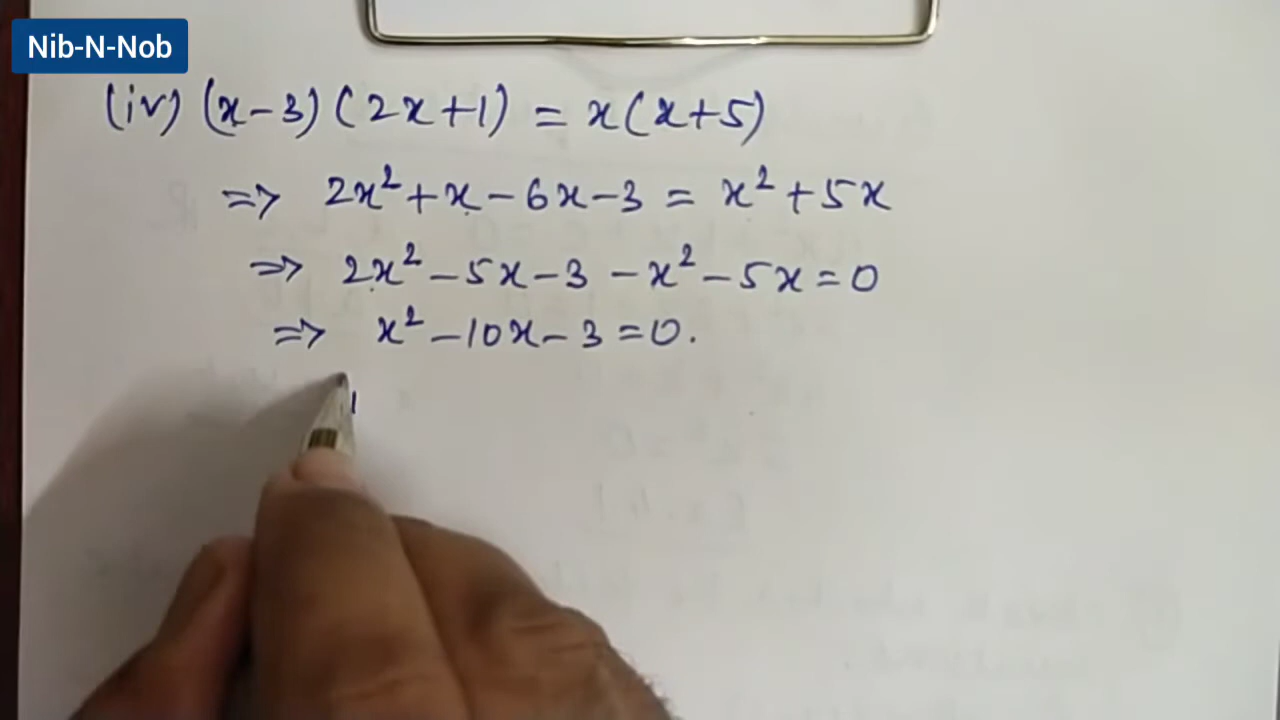 Nib-N-Nob
(iv) (x-3) (2x+1) = x(x+5)
=> 2x² + x - 6x - 3 = x² + 5x
=> 2x² - 5x - 3 - x² - 5x = 0
=> x² - 10x - 3 = 0.